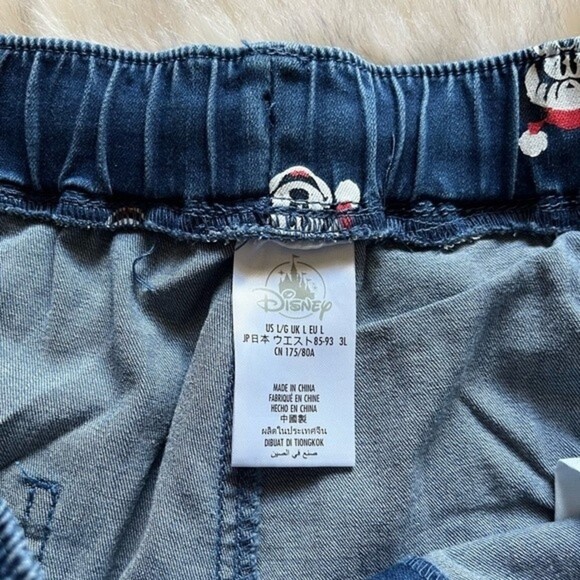 Disney
US L/G UK L EU L
JP日本 ウエスト85-93 3L
CN 175/80A
MADE IN CHINA
FABRIQUÉ EN CHINE
HECHO EN CHINA
中國製
ผลิตในประเทศจีน
DIBUAT DI TIONGKOK
صنع في الصين